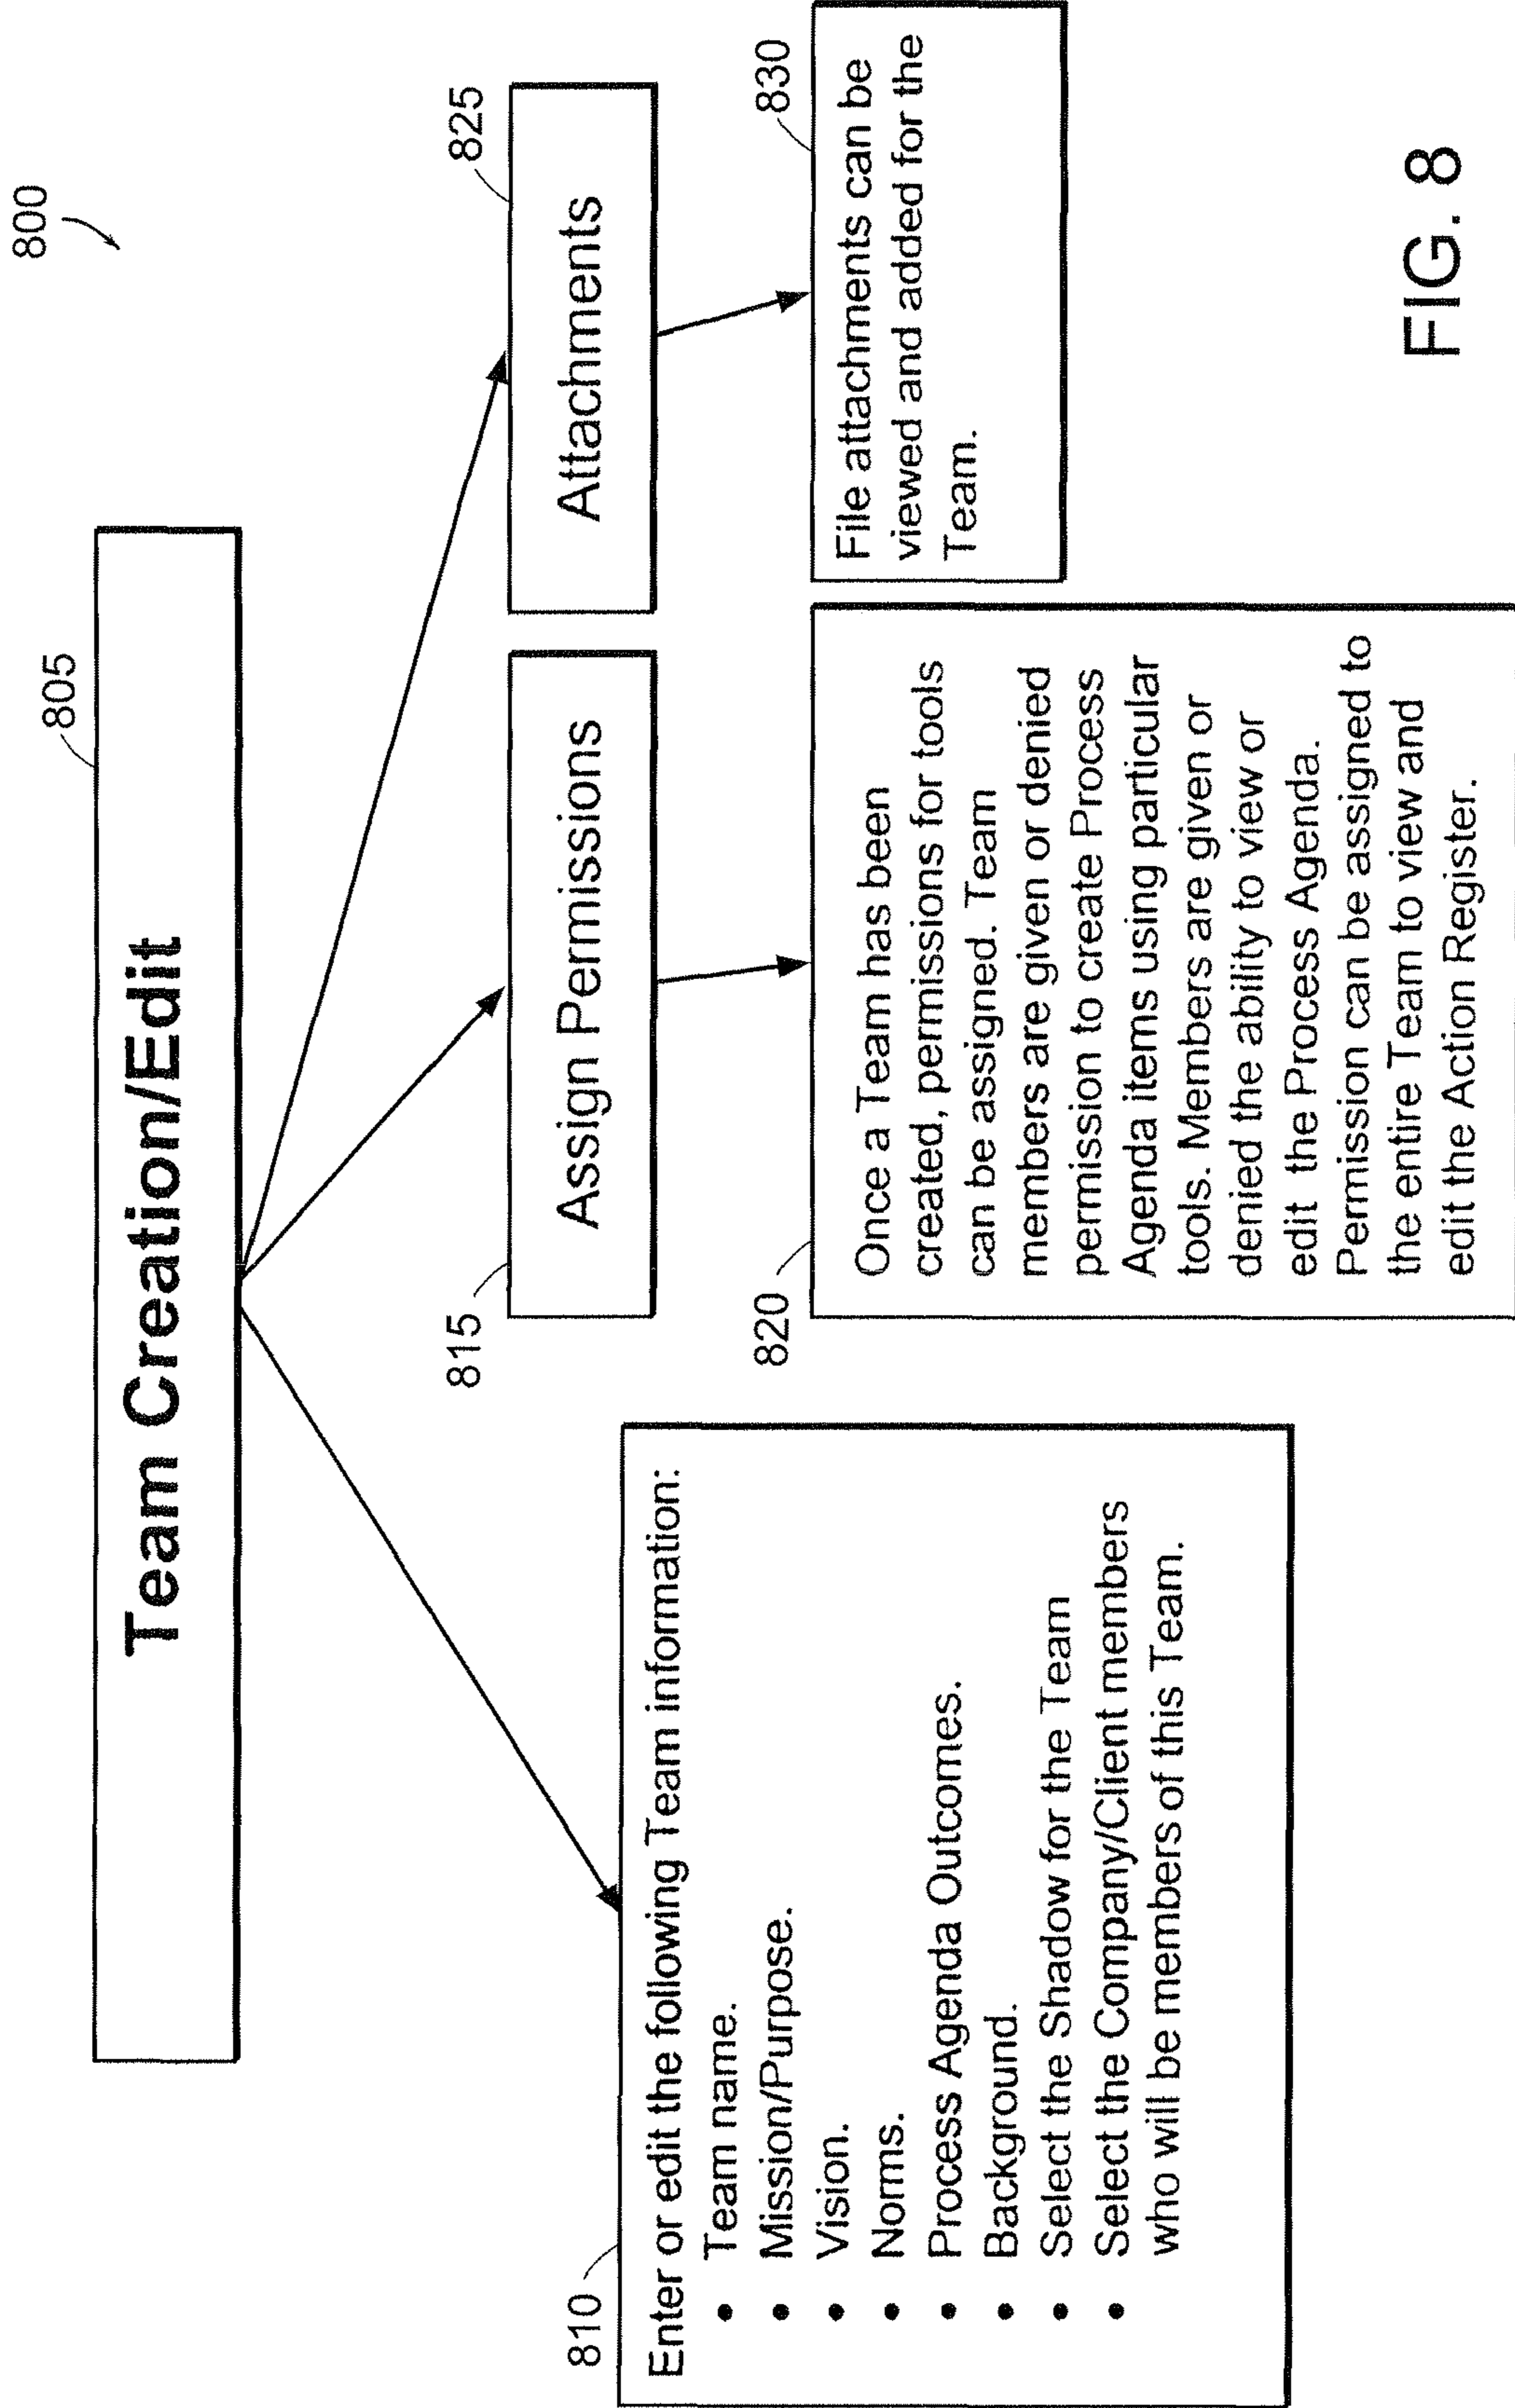 800
805
Team Creation/Edit
810
Enter or edit the following Team information:
• Team name.
• Mission/Purpose.
• Vision.
• Norms.
• Process Agenda Outcomes.
• Background.
• Select the Shadow for the Team
• Select the Company/Client members
who will be members of this Team.
815
Assign Permissions
820
Once a Team has been
created, permissions for tools
can be assigned. Team
members are given or denied
permission to create Process
Agenda items using particular
tools. Members are given or
denied the ability to view or
edit the Process Agenda.
Permission can be assigned to
the entire Team to view and
edit the Action Register.
825
Attachments
830
File attachments can be
viewed and added for the
Team.
FIG. 8